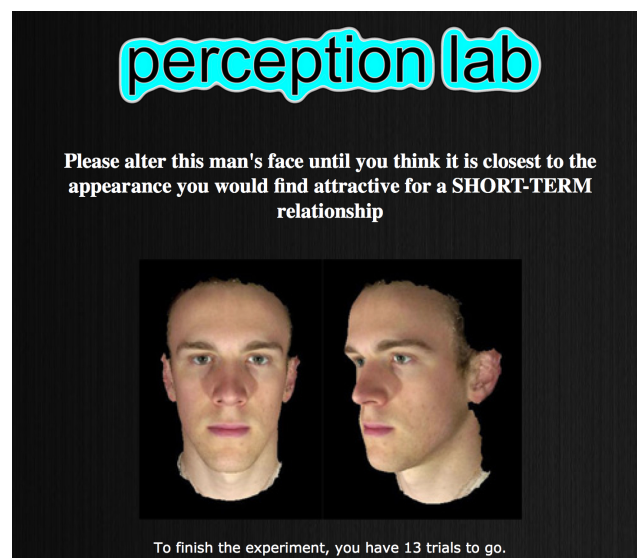 perception lab
Please alter this man's face until you think it is closest to the
appearance you would find attractive for a SHORT-TERM
relationship
To finish the experiment, you have 13 trials to go.